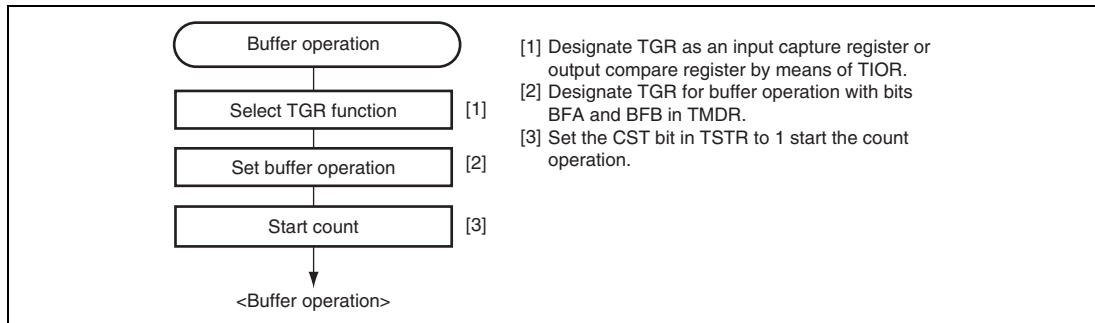 Buffer operation
Select TGR function
[1]
Set buffer operation
[2]
Start count
[3]
<Buffer operation>
[1] Designate TGR as an input capture register or
output compare register by means of TIOR.
[2] Designate TGR for buffer operation with bits
BFA and BFB in TMDR.
[3] Set the CST bit in TSTR to 1 start the count
operation.